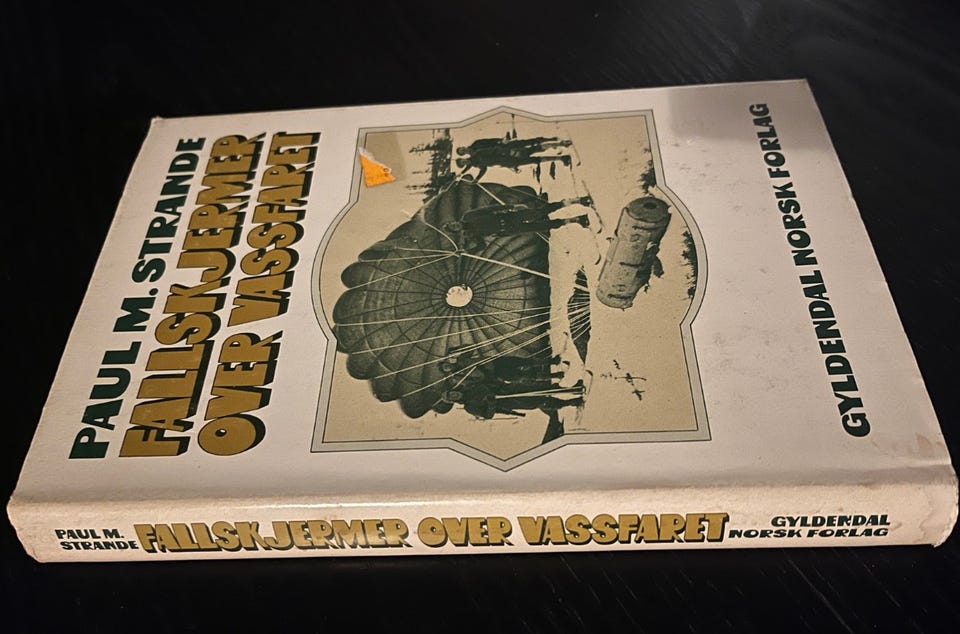 PAUL M. STRANDE
FALLSKJERMER
OVER VASSFARET
GYLDENDAL NORSK FORLAG
PAUL M.
STRANDE
FALLSKJERMER OVER VASSFARET
GYLDENDAL
NORSK FORLAG